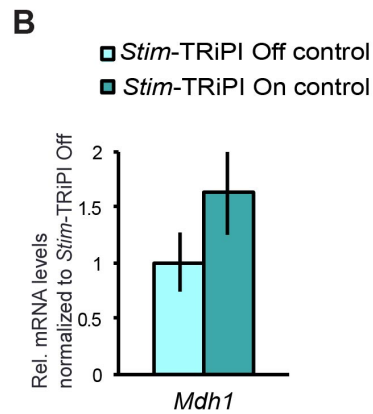 B
Stim-TRiPI Off control
Stim-TRiPI On control
Rel. mRNA levels
normalized to Stim-TRiPI Off
2
1.5
1
0.5
0
Mdh1